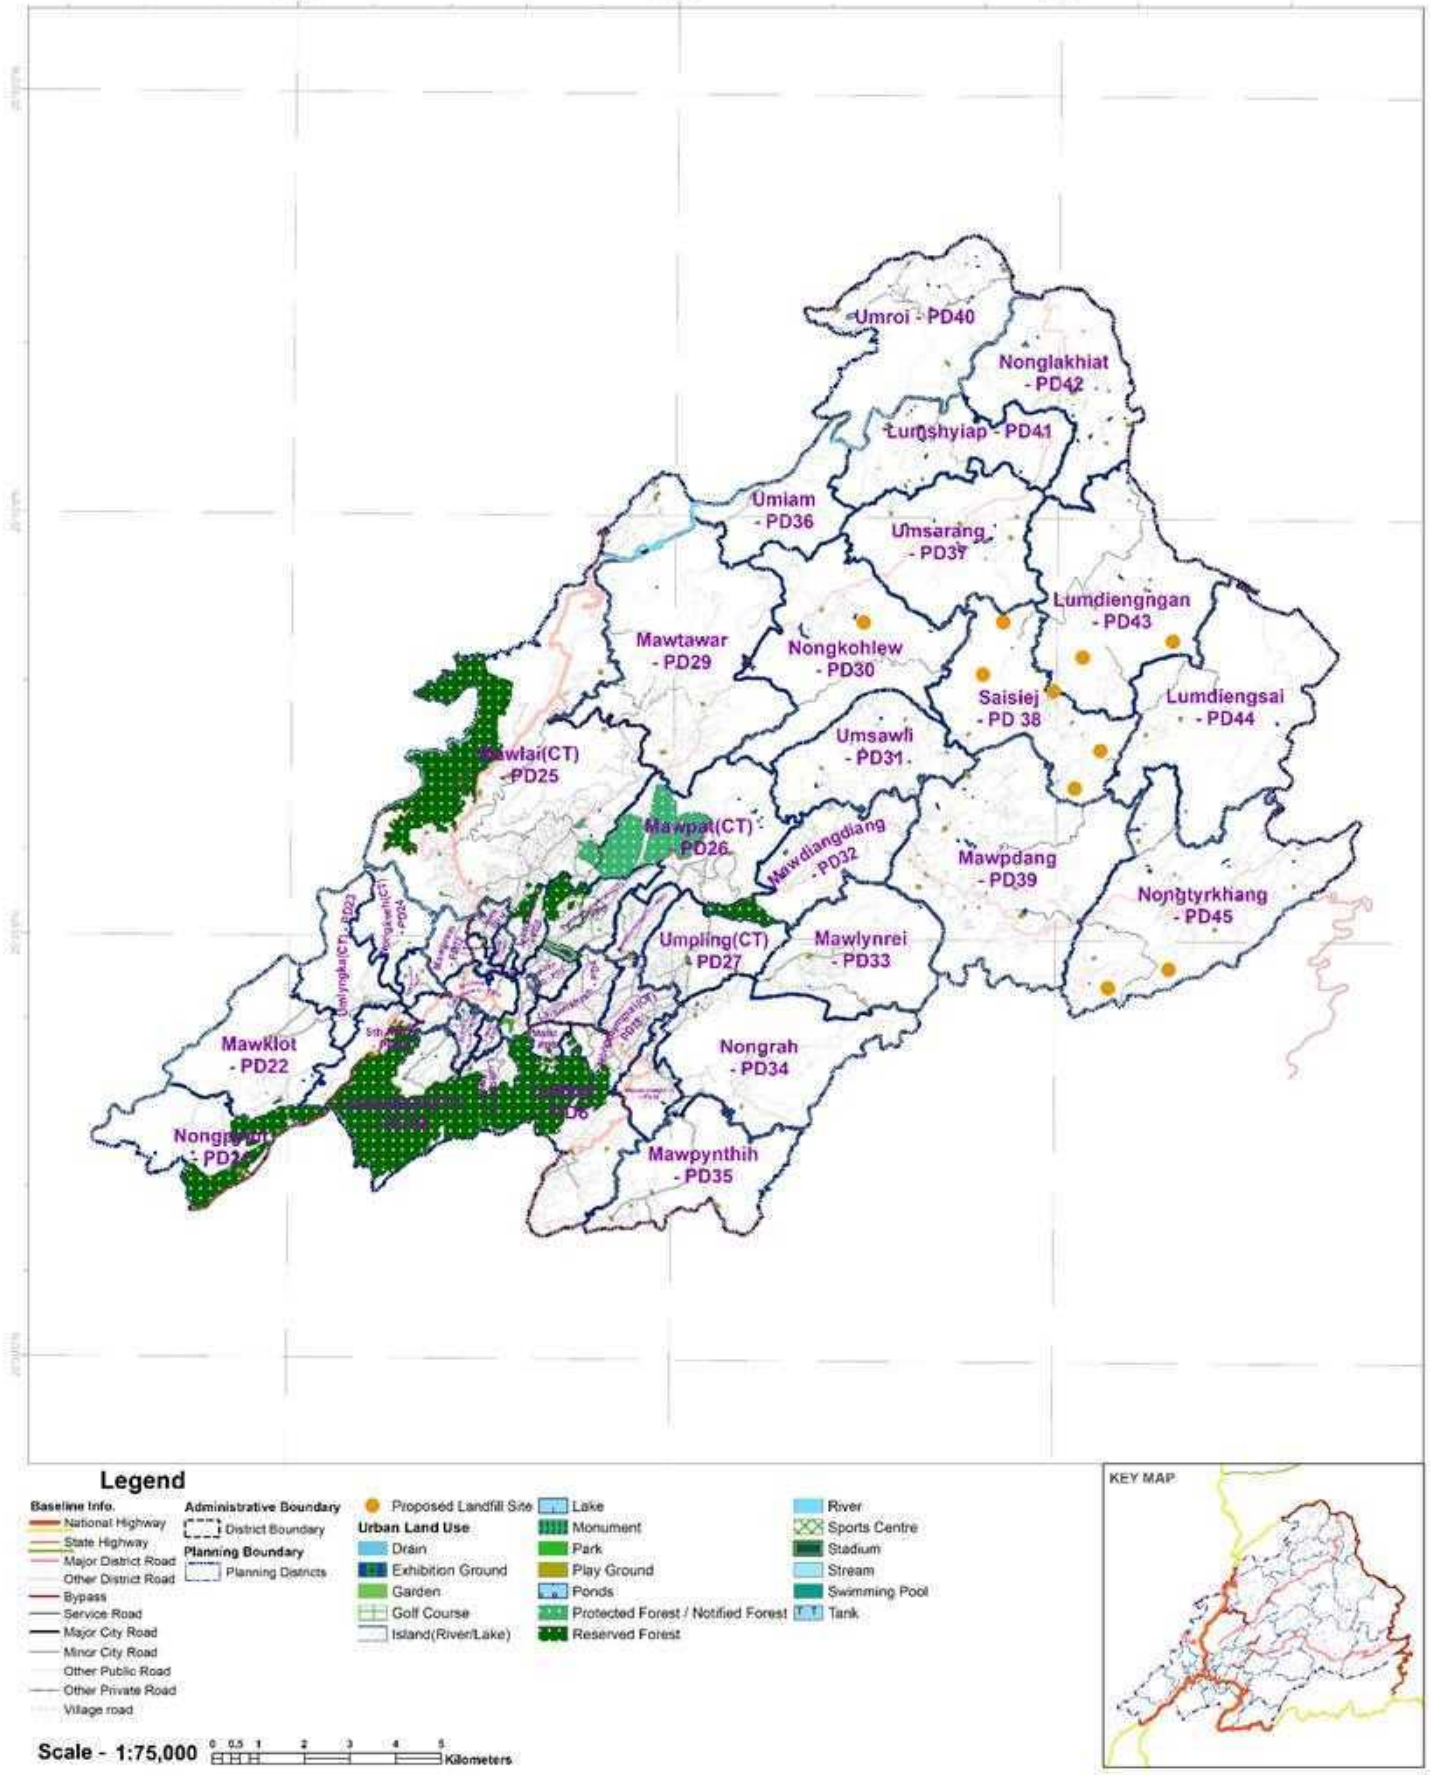 Umroi - PD40
Nonglakhiat
- PD42
Lumshyiap - PD41
Umiam
- PD36
Umsarang
- PD37
Lumdiengngan
- PD43
Mawtawar
- PD29
Nongkohlew
- PD30
Saisiej
- PD 38
Lumdiengsai
- PD44
Umsawli
- PD31
- PD25
Mawpat(CT)
PD26
Mawdiangdiang
- PD32
Mawpdang
- PD39
Nongtyrkhang
- PD45
Umlyngka(CT) - PD23
- PD24
Umpling(CT)
- PD27
Mawlynrei
- PD33
Mawklot
- PD22
Nongrah
- PD34
Mawpynthih
- PD35
Legend
Baseline Info.
National Highway
State Highway
Major District Road
Other District Road
Bypass
Service Road
Major City Road
Minor City Road
Other Public Road
Other Private Road
Village road
Administrative Boundary
District Boundary
Planning Boundary
Planning Districts
Proposed Landfill Site
Urban Land Use
Drain
Exhibition Ground
Garden
Golf Course
Island(River/Lake)
Lake
Monument
Park
Play Ground
Ponds
Protected Forest / Notified Forest
Reserved Forest
River
Sports Centre
Stadium
Stream
Swimming Pool
Tank
KEY MAP
Scale - 1:75,000
0 0.5 1 2 3 4 5
Kilometers